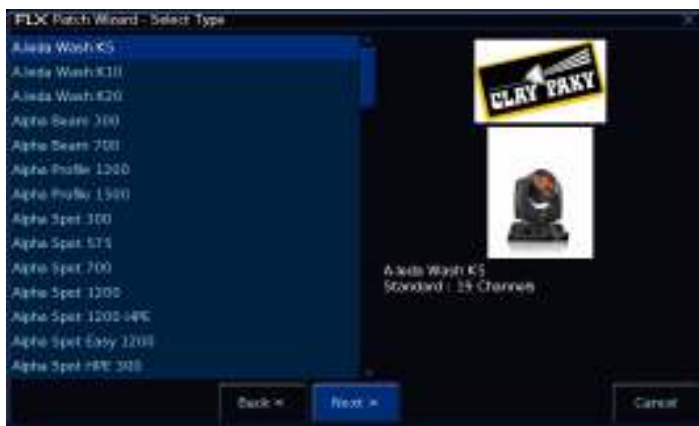 FLX Patch Wizard - Select Type
A.leda Wash K5
A.leda Wash K10
A.leda Wash K20
Alpha Beam 300
Alpha Beam 700
Alpha Profile 1200
Alpha Profile 1500
Alpha Spot 300
Alpha Spot 575
Alpha Spot 700
Alpha Spot 1200
Alpha Spot 1200 HPE
Alpha Spot Easy 1200
Alpha Spot HPE 300
CLAY PAKY
A.leda Wash K5
Standard : 19 Channels
Back <
Next >
Cancel